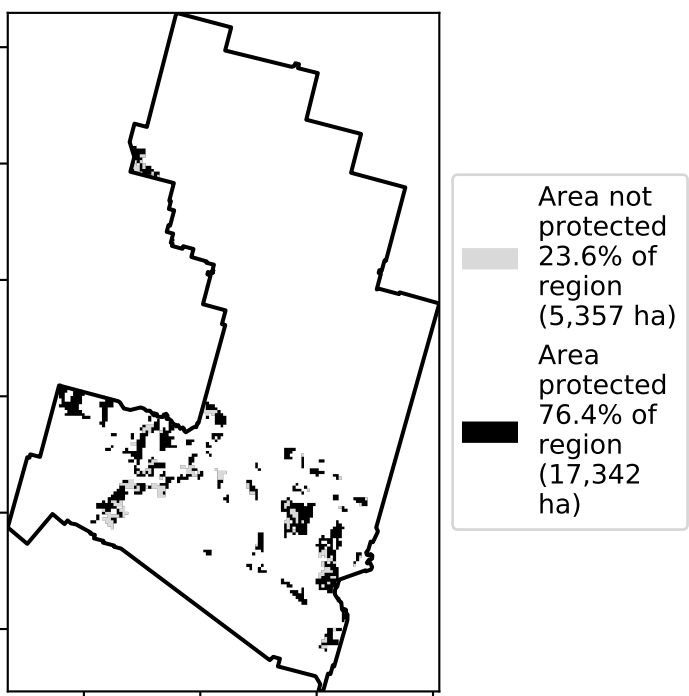 Area not
protected
23.6% of
region
(5,357 ha)
Area
protected
76.4% of
region
(17,342
ha)